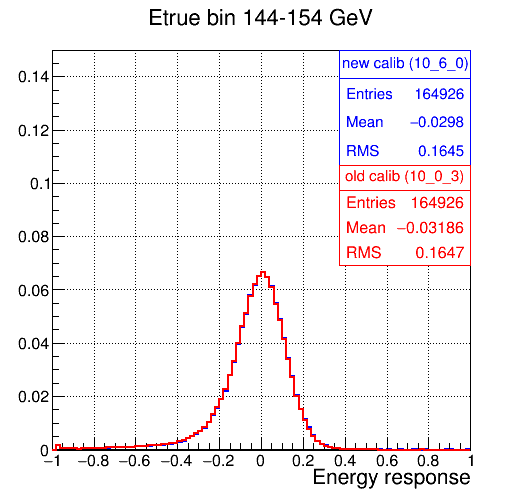 Etrue bin 144-154 GeV
new calib (10_6_0)
Entries 164926
Mean −0.0298
RMS 0.1645
old calib (10_0_3)
Entries 164926
Mean −0.03186
RMS 0.1647
0.14
0.12
0.1
0.08
0.06
0.04
0.02
0
−1 −0.8 −0.6 −0.4 −0.2 0 0.2 0.4 0.6 0.8 1
Energy response